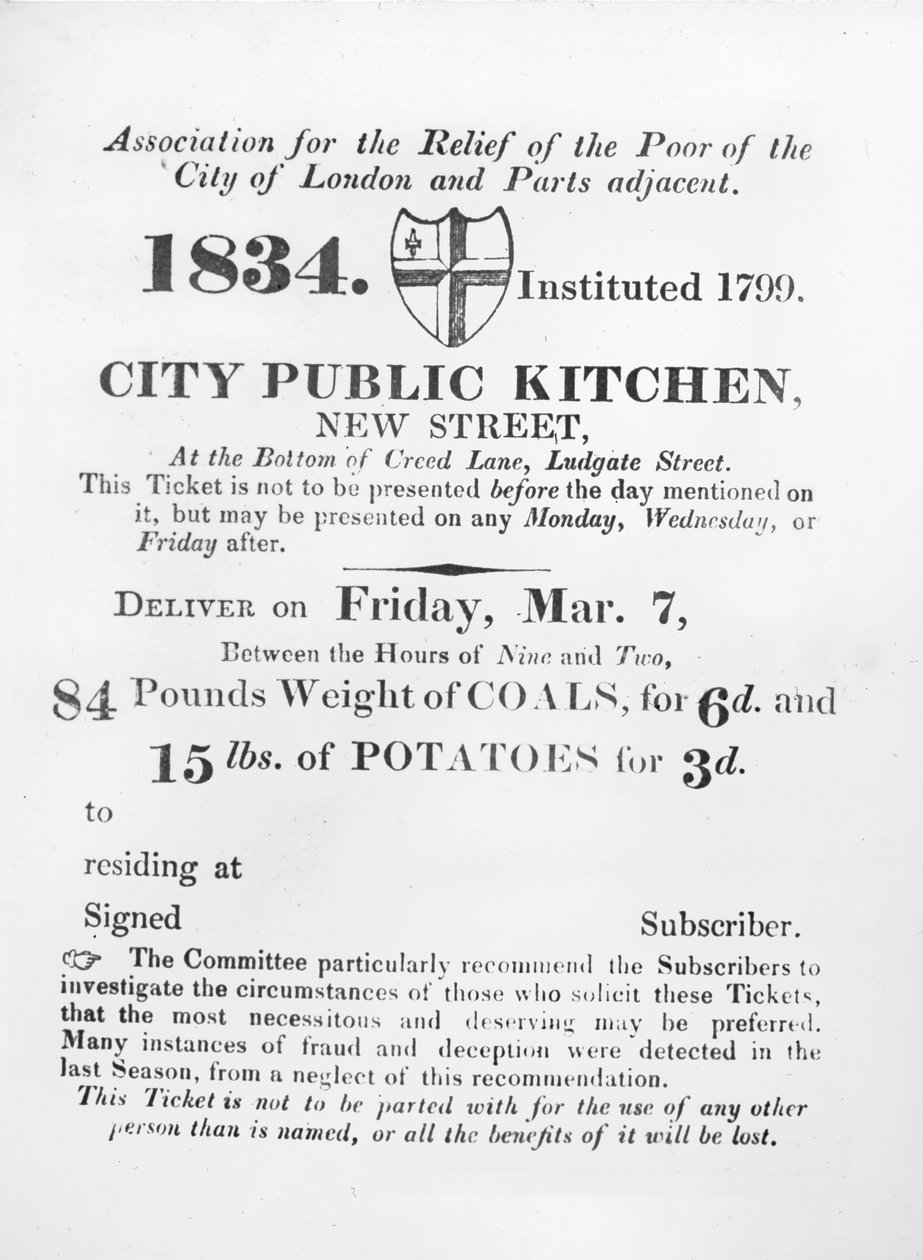 Association for the Relief of the Poor of the
City of London and Parts adjacent.
1834.
Instituted 1799.
CITY PUBLIC KITCHEN,
NEW STREET,
At the Bottom of Creed Lane, Ludgate Street.
This Ticket is not to be presented before the day mentioned on
it, but may be presented on any Monday, Wednesday, or
Friday after.
DELIVER on Friday, Mar. 7,
Between the Hours of Nine and Two,
84 Pounds Weight of COALS, for 6d. and
15 lbs. of POTATOES for 3d.
to
residing at
Signed Subscriber.
☞ The Committee particularly recommend the Subscribers to
investigate the circumstances of those who solicit these Tickets,
that the most necessitous and deserving may be preferred.
Many instances of fraud and deception were detected in the
last Season, from a neglect of this recommendation.
This Ticket is not to be parted with for the use of any other
person than is named, or all the benefits of it will be lost.